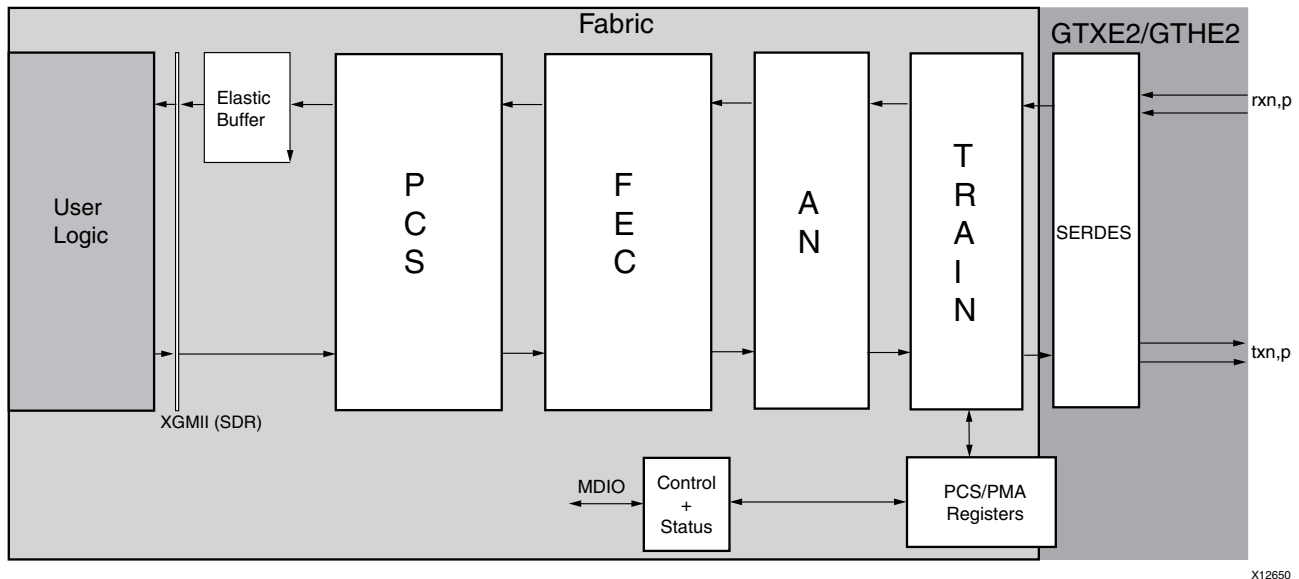 Fabric
GTXE2/GTHE2
User
Logic
Elastic
Buffer
P
C
S
F
E
C
A
N
T
R
A
I
N
SERDES
rxn,p
txn,p
XGMII (SDR)
MDIO
Control
+
Status
PCS/PMA
Registers
X12650